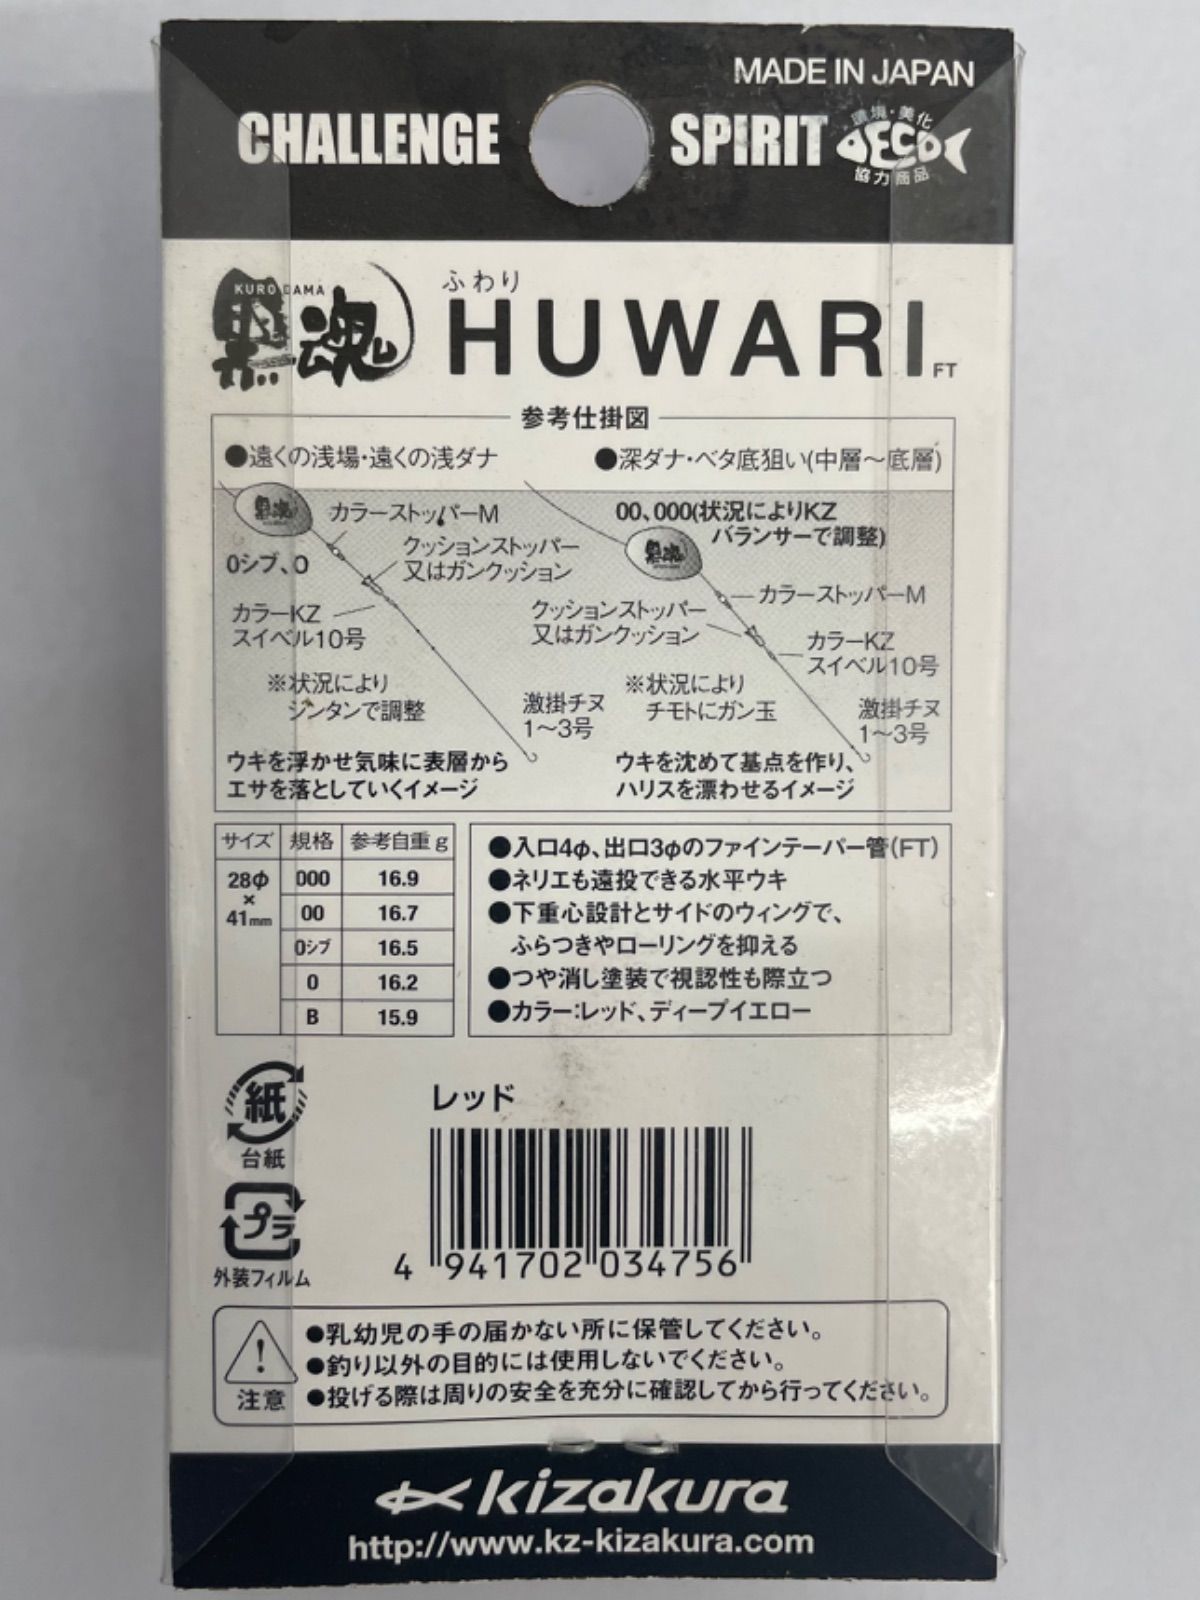 MADE IN JAPAN
CHALLENGE SPIRIT
環境・美化
ECO
協力商品
KURODAMA
黒魂
ふわり
HUWARI FT
参考仕掛図
●遠くの浅場・遠くの浅ダナ
黒魂
カラーストッパーM
0シブ、0
クッションストッパー
又はガンクッション
カラーKZ
スイベル10号
※状況により
ジンタンで調整
激掛チヌ
1～3号
ウキを浮かせ気味に表層から
エサを落としていくイメージ
●深ダナ・ベタ底狙い(中層～底層)
00、000(状況によりKZ
バランサーで調整)
黒魂
カラーストッパーM
クッションストッパー
又はガンクッション
カラーKZ
スイベル10号
※状況により
チモトにガン玉
激掛チヌ
1～3号
ウキを沈めて基点を作り、
ハリスを漂わせるイメージ
サイズ 規格 参考自重g
28φ×41mm 000 16.9
00 16.7
0シブ 16.5
0 16.2
B 15.9
●入口4φ、出口3φのファインテーパー管(FT)
●ネリエも遠投できる水平ウキ
●下重心設計とサイドのウィングで、
ふらつきやローリングを抑える
●つや消し塗装で視認性も際立つ
●カラー:レッド、ディープイエロー
紙
台紙
プラ
外装フィルム
レッド
4 941702 034756
注意
●乳幼児の手の届かない所に保管してください。
●釣り以外の目的には使用しないでください。
●投げる際は周りの安全を充分に確認してから行ってください。
kizakura
http://www.kz-kizakura.com